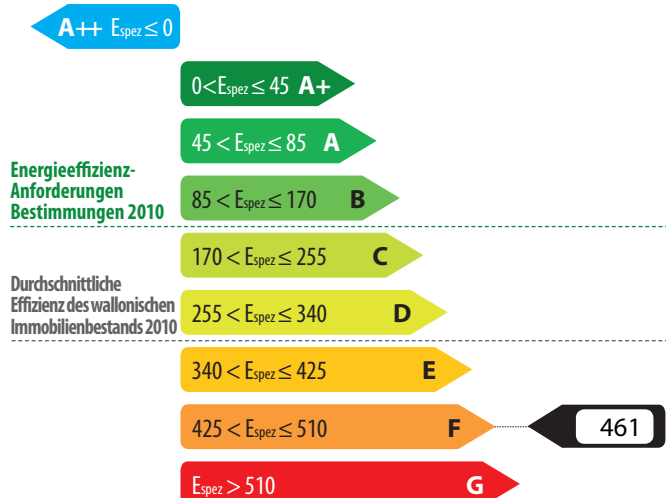 A++ Espez ≤ 0
0<Espez ≤ 45 A+
45 < Espez ≤ 85 A
Energieeffizienz-
Anforderungen
Bestimmungen 2010
85 < Espez ≤ 170 B
170 < Espez ≤ 255 C
Durchschnittliche
Effizienz des wallonischen
Immobilienbestands 2010
255 < Espez ≤ 340 D
340 < Espez ≤ 425 E
425 < Espez ≤ 510 F 461
Espez > 510 G